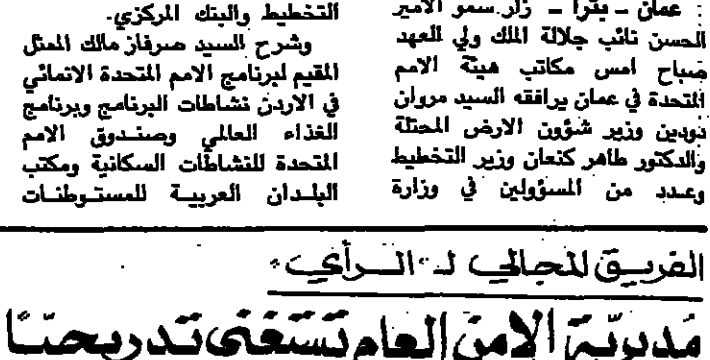 عمان – بترا – زار سمو الامير
الحسن نائب جلالة الملك ولي العهد
صباح امس مكاتب هيئة الامم
المتحدة في عمان يرافقه السيد مروان
دودين وزير شؤون الارض المحتلة
والدكتور طاهر كنعان وزير التخطيط
وعدد من المسؤولين في وزارة
التخطيط والبنك المركزي.
وشرح السيد صرفاز مالك الممثل
المقيم لبرنامج الامم المتحدة الانمائي
في الاردن نشاطات البرنامج وبرنامج
الغذاء العالمي وصندوق الامم
المتحدة للنشاطات السكانية ومكتب
البلدان العربية للمستوطنات
الفريق المجالي لـ "الرأي"
مديرية الامن العام تستغني تدريجيا